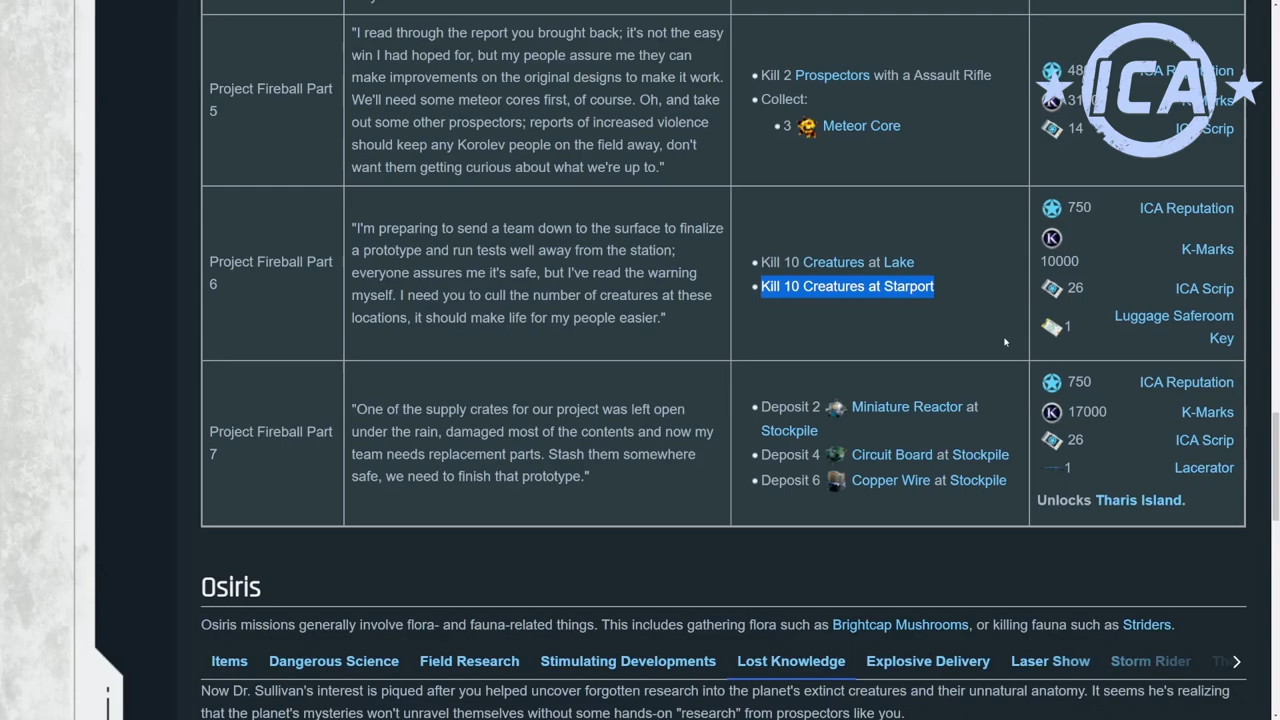 Project Fireball Part
5
"I read through the report you brought back; it's not the easy
win I had hoped for, but my people assure me they can
make improvements on the original designs to make it work.
We'll need some meteor cores first, of course. Oh, and take
out some other prospectors; reports of increased violence
should keep any Korolev people on the field away, don't
want them getting curious about what we're up to."
Kill 2 Prospectors with a Assault Rifle
Collect:
3 Meteor Core
ICA
14
Project Fireball Part
6
"I'm preparing to send a team down to the surface to finalize
a prototype and run tests well away from the station;
everyone assures me it's safe, but I've read the warning
myself. I need you to cull the number of creatures at these
locations, it should make life for my people easier."
Kill 10 Creatures at Lake
Kill 10 Creatures at Starport
750 ICA Reputation
K K-Marks
10000
26 ICA Scrip
1 Luggage Saferoom
Key
Project Fireball Part
7
"One of the supply crates for our project was left open
under the rain, damaged most of the contents and now my
team needs replacement parts. Stash them somewhere
safe, we need to finish that prototype."
Deposit 2 Miniature Reactor at
Stockpile
Deposit 4 Circuit Board at Stockpile
Deposit 6 Copper Wire at Stockpile
750 ICA Reputation
K 17000 K-Marks
26 ICA Scrip
1 Lacerator
Unlocks Tharis Island.
Osiris
Osiris missions generally involve flora- and fauna-related things. This includes gathering flora such as Brightcap Mushrooms, or killing fauna such as Striders.
Items Dangerous Science Field Research Stimulating Developments Lost Knowledge Explosive Delivery Laser Show Storm Rider
Now Dr. Sullivan's interest is piqued after you helped uncover forgotten research into the planet's extinct creatures and their unnatural anatomy. It seems he's realizing
that the planet's mysteries won't unravel themselves without some hands-on "research" from prospectors like you.